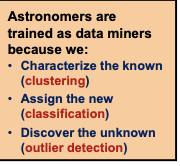 Astronomers are
trained as data miners
because we:
• Characterize the known
(clustering)
• Assign the new
(classification)
• Discover the unknown
(outlier detection)